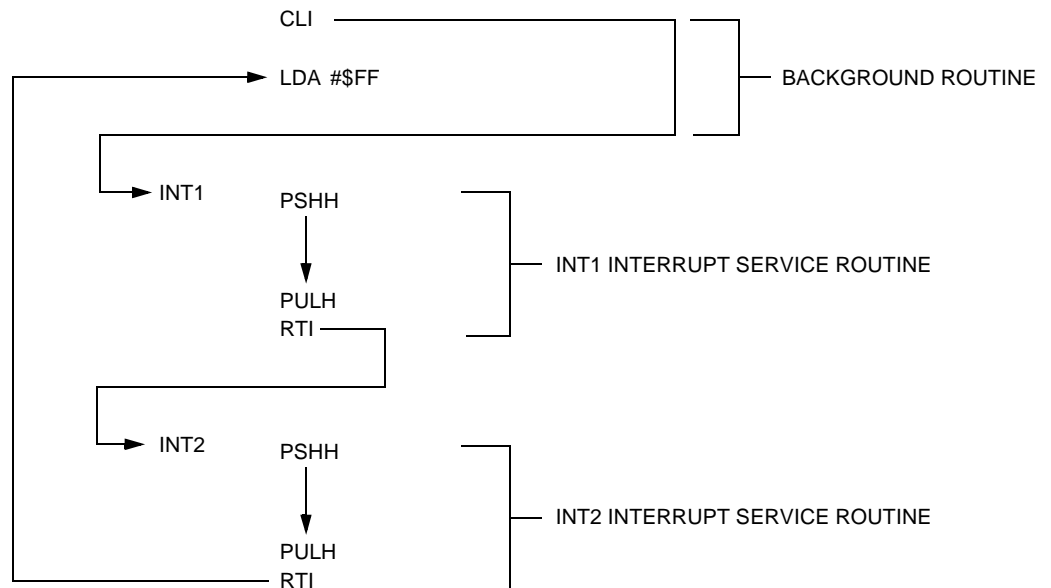 CLI
LDA #$FF
BACKGROUND ROUTINE
INT1
PSHH
INT1 INTERRUPT SERVICE ROUTINE
PULH
RTI
INT2
PSHH
INT2 INTERRUPT SERVICE ROUTINE
PULH
RTI